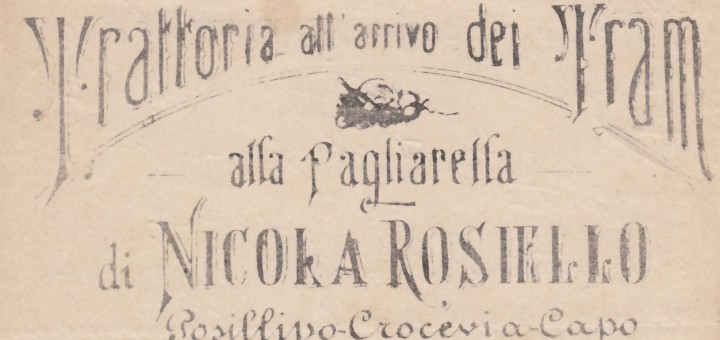 Trattoria all'arrivo dei Tram
alla Pagliarella
di NICOLA ROSIELLO
Posillipo-Crocevia-Capo